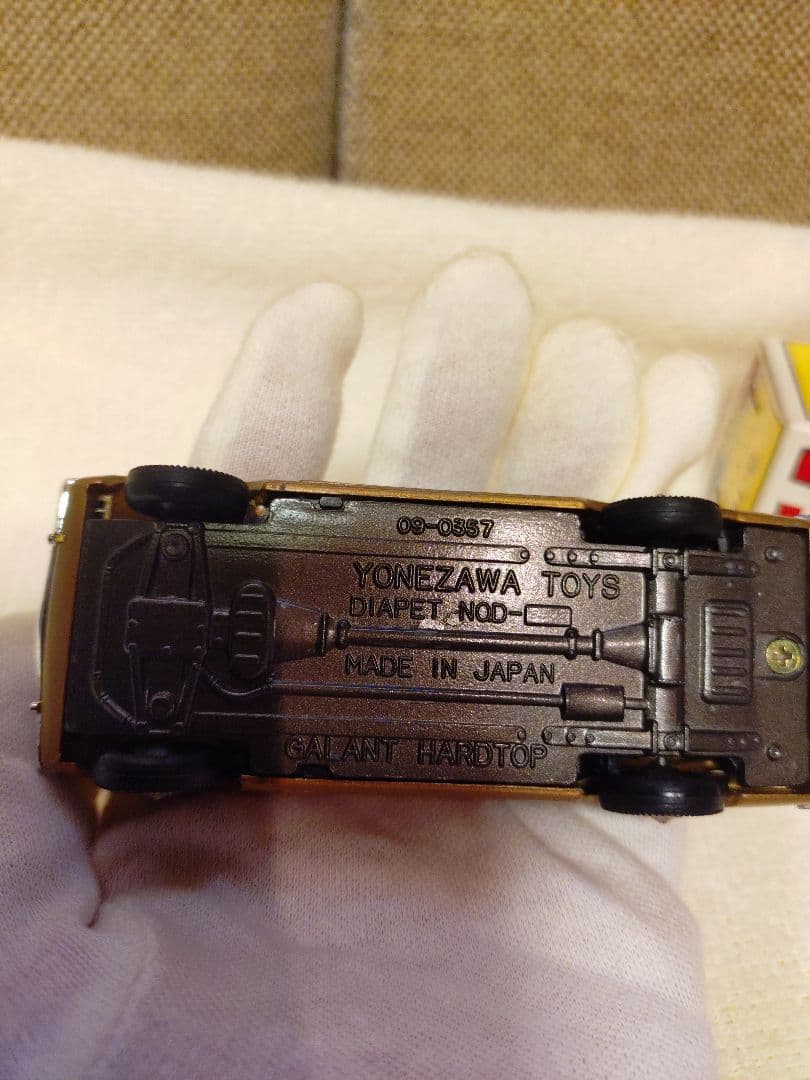 09-0357
YONEZAWA TOYS
DIAPET NOD-
MADE IN JAPAN
GALANT HARDTOP